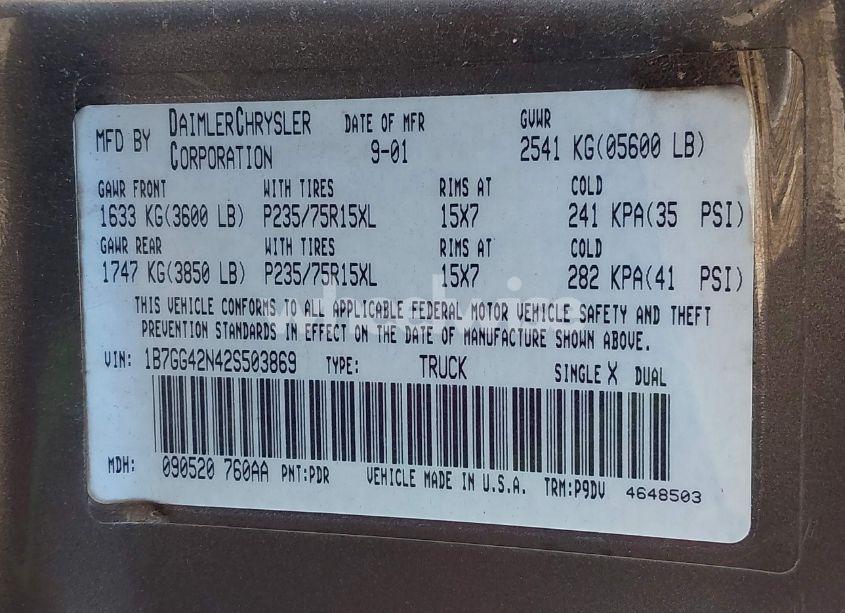 MFD BY DAIMLERCHRYSLER CORPORATION DATE OF MFR 9-01 GVWR 2541 KG(05600 LB)
GAWR FRONT WITH TIRES RIMS AT COLD
1633 KG(3600 LB) P235/75R15XL 15X7 241 KPA(35 PSI)
GAWR REAR WITH TIRES RIMS AT COLD
1747 KG(3850 LB) P235/75R15XL 15X7 282 KPA(41 PSI)
THIS VEHICLE CONFORMS TO ALL APPLICABLE FEDERAL MOTOR VEHICLE SAFETY AND THEFT
PREVENTION STANDARDS IN EFFECT ON THE DATE OF MANUFACTURE SHOWN ABOVE.
VIN: 1B7GG42N42S503869 TYPE: TRUCK SINGLE X DUAL
MDH: 090520 760AA PNT:PDR VEHICLE MADE IN U.S.A. TRM:P9DV 4648503